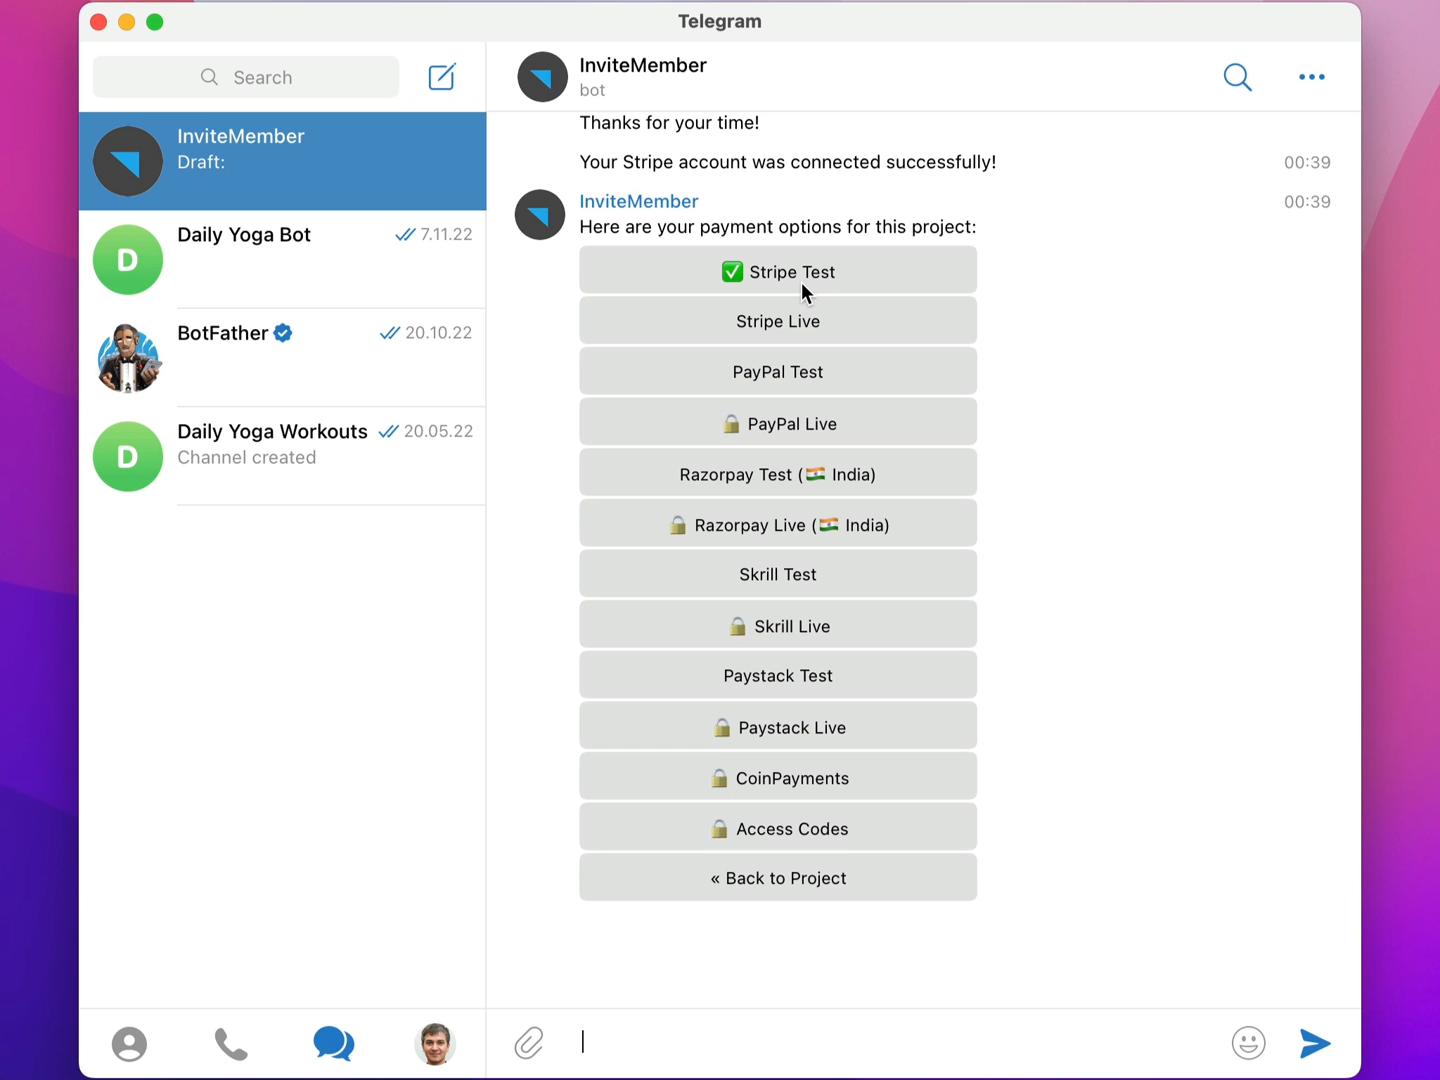 Telegram
Search
InviteMember
Draft:
Daily Yoga Bot
7.11.22
D
BotFather
20.10.22
Daily Yoga Workouts
20.05.22
D
Channel created
InviteMember
bot
Thanks for your time!
Your Stripe account was connected successfully!
00:39
InviteMember
00:39
Here are your payment options for this project:
✅ Stripe Test
Stripe Live
PayPal Test
🔒 PayPal Live
Razorpay Test (🇮🇳 India)
🔒 Razorpay Live (🇮🇳 India)
Skrill Test
🔒 Skrill Live
Paystack Test
🔒 Paystack Live
🔒 CoinPayments
🔒 Access Codes
« Back to Project